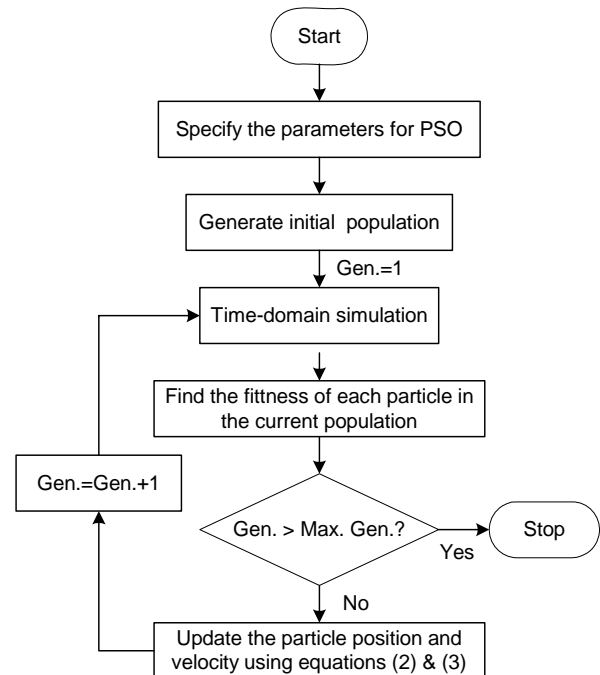 Start
Specify the parameters for PSO
Generate initial population
Gen.=1
Time-domain simulation
Find the fittness of each particle in
the current population
Gen.=Gen.+1
Gen. > Max. Gen.?
Stop
Yes
No
Update the particle position and
velocity using equations (2) & (3)